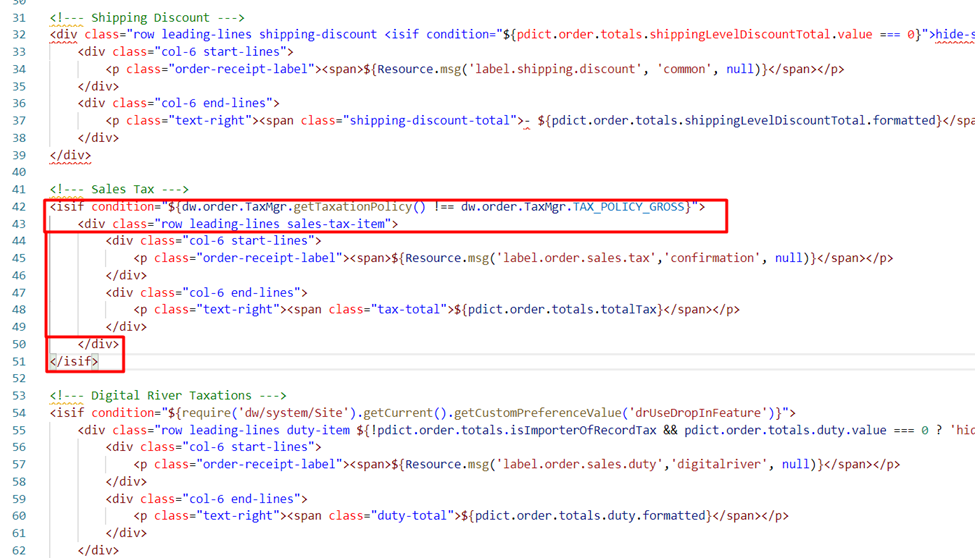 30
31 <!--- Shipping Discount --->
32 <div class="row leading-lines shipping-discount <isif condition="${pdict.order.totals.shippingLevelDiscountTotal.value === 0}">hide-s
33 <div class="col-6 start-lines">
34 <p class="order-receipt-label"><span>${Resource.msg('label.shipping.discount', 'common', null)}</span></p>
35 </div>
36 <div class="col-6 end-lines">
37 <p class="text-right"><span class="shipping-discount-total">- ${pdict.order.totals.shippingLevelDiscountTotal.formatted}</spa
38 </div>
39 </div>
40
41 <!--- Sales Tax --->
42 <isif condition="${dw.order.TaxMgr.getTaxationPolicy() !== dw.order.TaxMgr.TAX_POLICY_GROSS}">
43 <div class="row leading-lines sales-tax-item">
44 <div class="col-6 start-lines">
45 <p class="order-receipt-label"><span>${Resource.msg('label.order.sales.tax','confirmation', null)}</span></p>
46 </div>
47 <div class="col-6 end-lines">
48 <p class="text-right"><span class="tax-total">${pdict.order.totals.totalTax}</span></p>
49 </div>
50 </div>
51 </isif>
52
53 <!--- Digital River Taxations --->
54 <isif condition="${require('dw/system/Site').getCurrent().getCustomPreferenceValue('drUseDropInFeature')}">
55 <div class="row leading-lines duty-item ${!pdict.order.totals.isImporterOfRecordTax && pdict.order.totals.duty.value === 0 ? 'hid
56 <div class="col-6 start-lines">
57 <p class="order-receipt-label"><span>${Resource.msg('label.order.sales.duty','digitalriver', null)}</span></p>
58 </div>
59 <div class="col-6 end-lines">
60 <p class="text-right"><span class="duty-total">${pdict.order.totals.duty.formatted}</span></p>
61 </div>
62 </div>